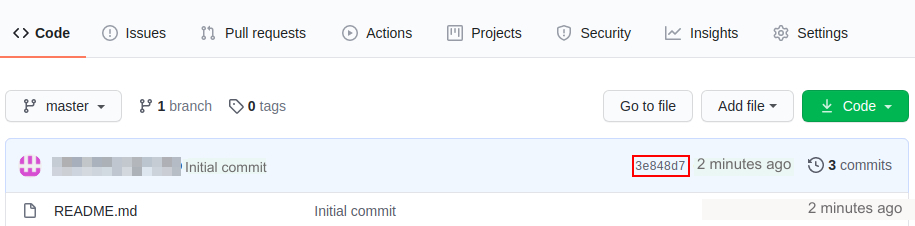 Code Issues Pull requests Actions Projects Security Insights Settings
master 1 branch 0 tags Go to file Add file Code
Initial commit 3e848d7 2 minutes ago 3 commits
README.md Initial commit 2 minutes ago